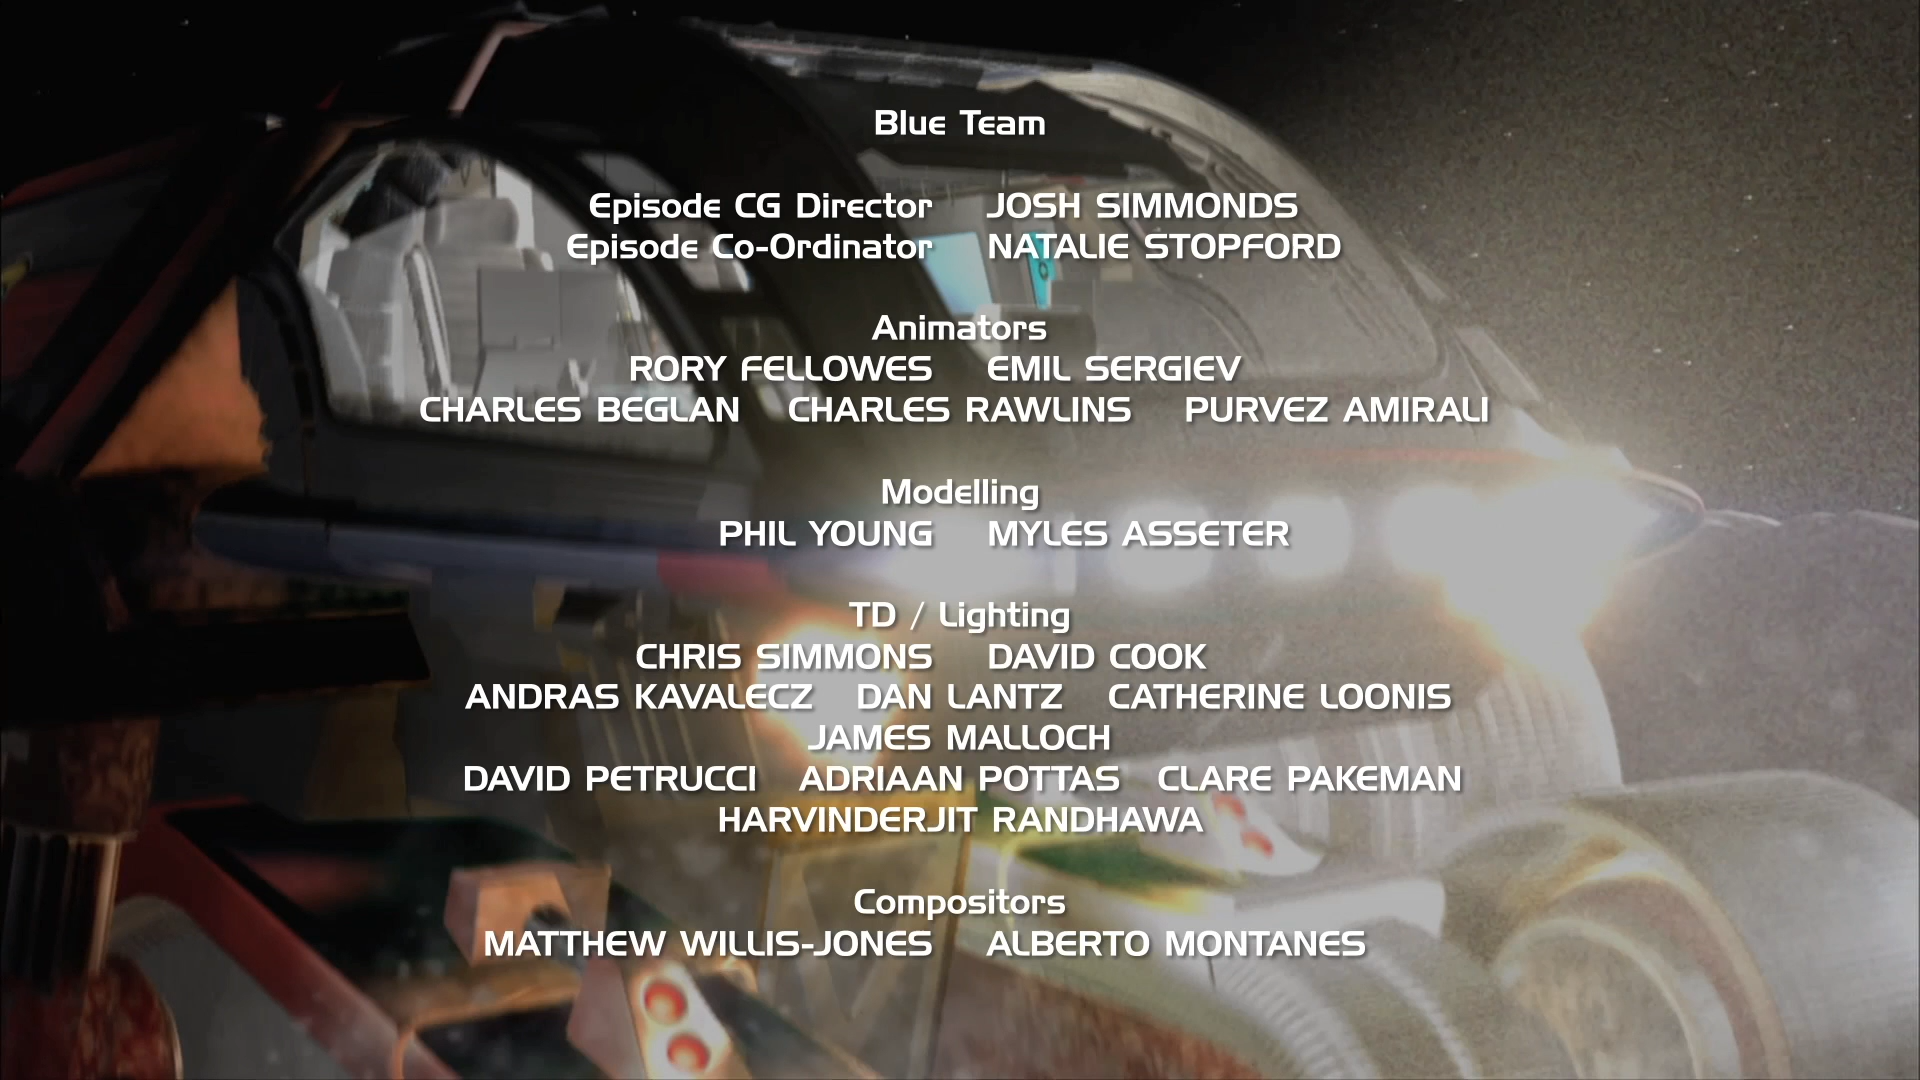 Blue Team
Episode CG Director JOSH SIMMONDS
Episode Co-Ordinator NATALIE STOPFORD
Animators
RORY FELLOWES EMIL SERGIEV
CHARLES BEGLAN CHARLES RAWLINS PURVEZ AMIRALI
Modelling
PHIL YOUNG MYLES ASSETER
TD / Lighting
CHRIS SIMMONS DAVID COOK
ANDRAS KAVALECZ DAN LANTZ CATHERINE LOONIS
JAMES MALLOCH
DAVID PETRUCCI ADRIAAN POTTAS CLARE PAKEMAN
HARVINDERJIT RANDHAWA
Compositors
MATTHEW WILLIS-JONES ALBERTO MONTANES